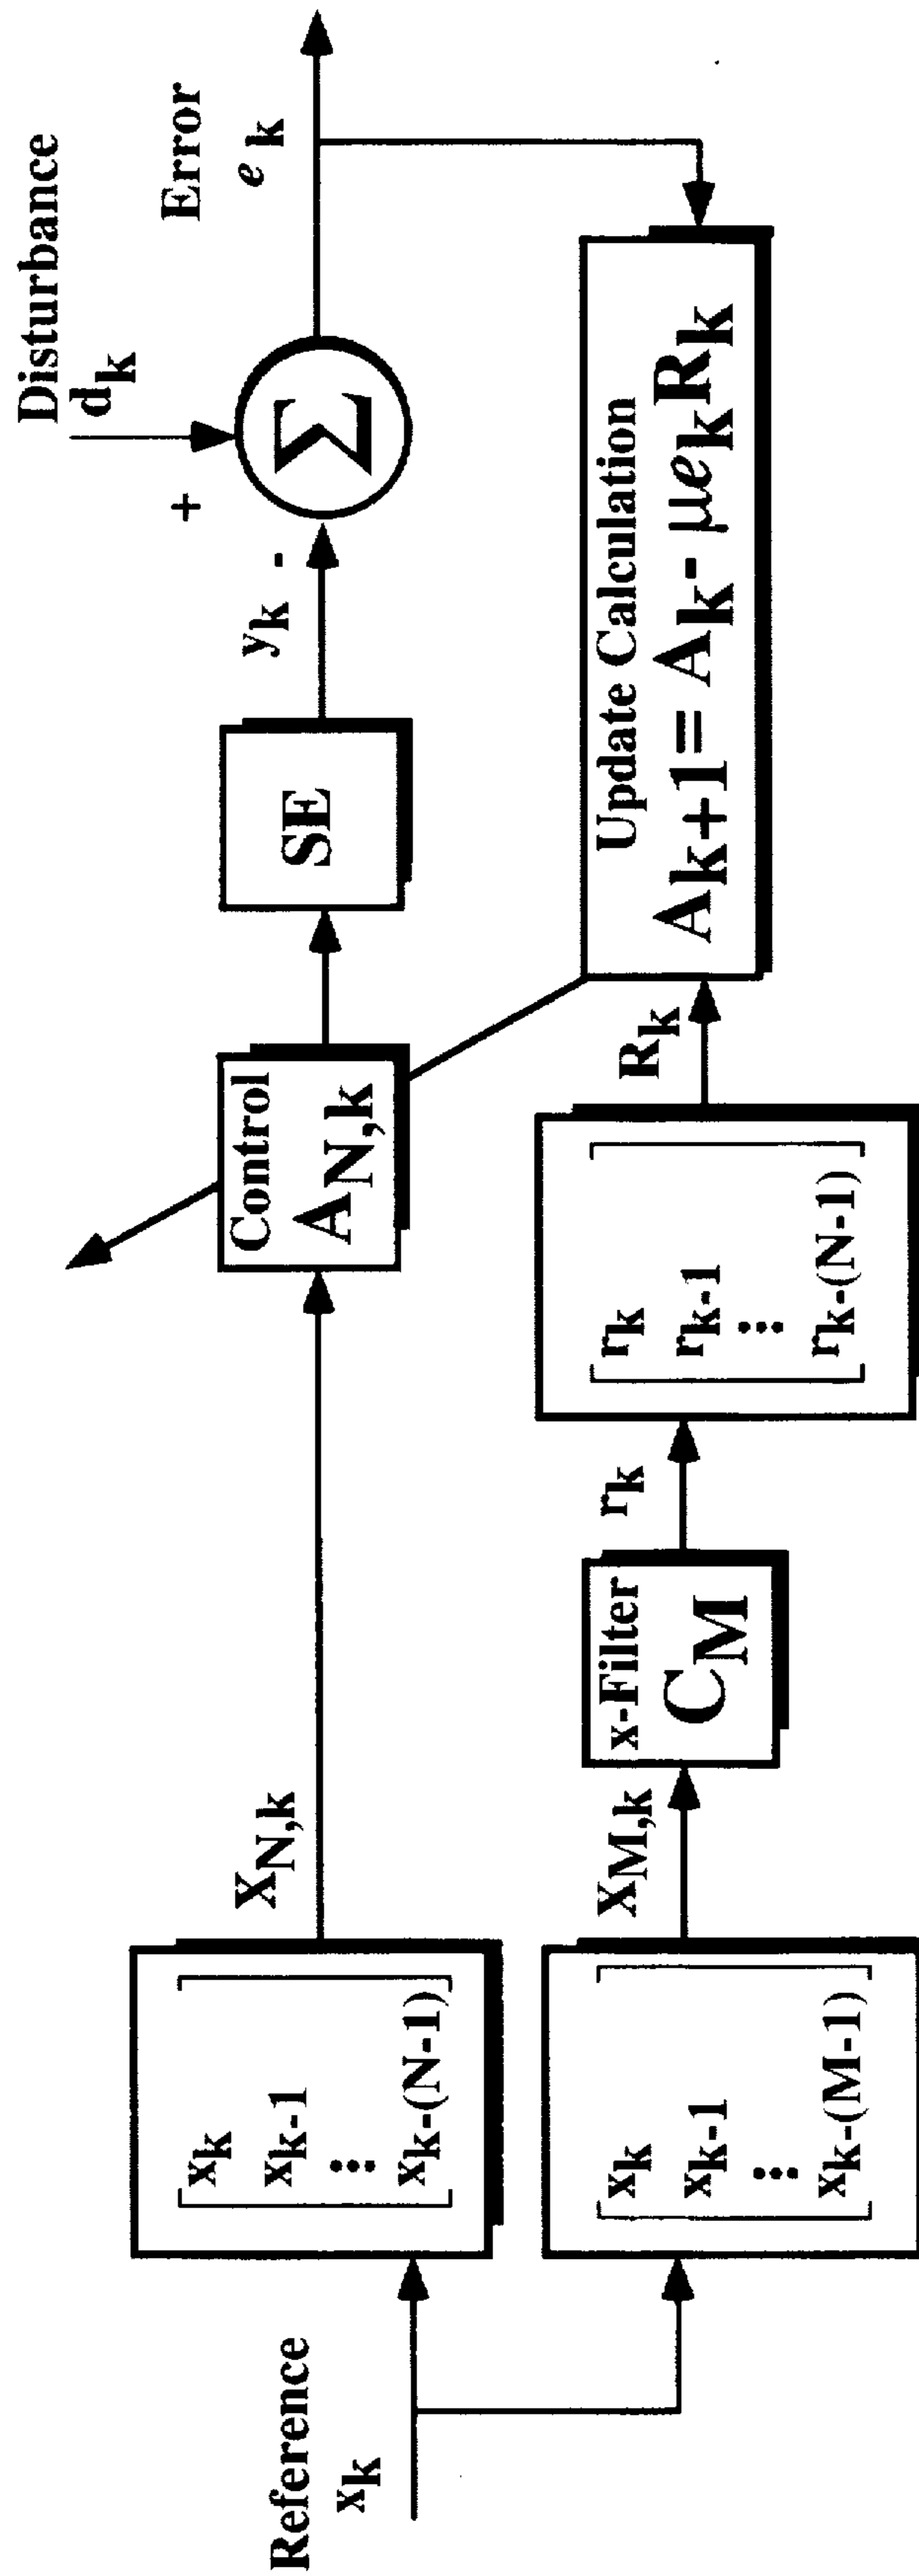 Reference
xk
xk
xk-1
⋮
xk-(N-1)
XN,k
Control
AN,k
SE
yk
-
+
Disturbance
dk
Σ
Error
ek
xk
xk-1
⋮
xk-(M-1)
XM,k
x-Filter
CM
rk
rk
rk-1
⋮
rk-(N-1)
Rk
Update Calculation
Ak+1= Ak- μekRk